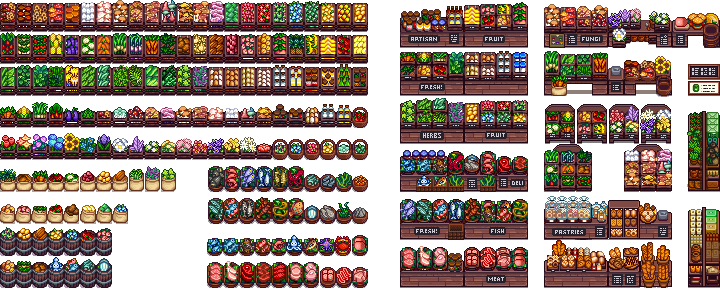 ARTISAN
FRUIT
FUNGI
FRESH!
HERBS
FRUIT
DELI
FRESH!
FISH
PASTRIES
MEAT